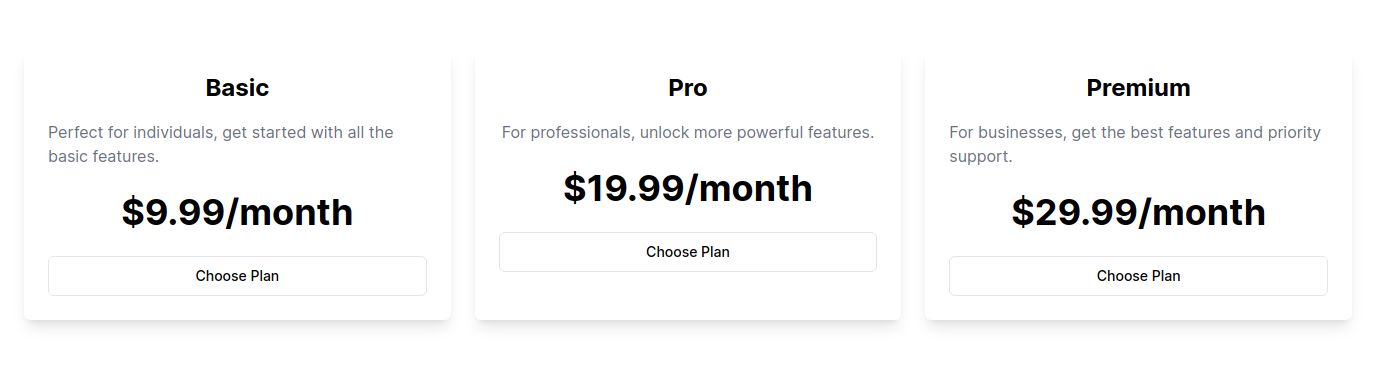 Basic
Perfect for individuals, get started with all the
basic features.
$9.99/month
Choose Plan
Pro
For professionals, unlock more powerful features.
$19.99/month
Choose Plan
Premium
For businesses, get the best features and priority
support.
$29.99/month
Choose Plan